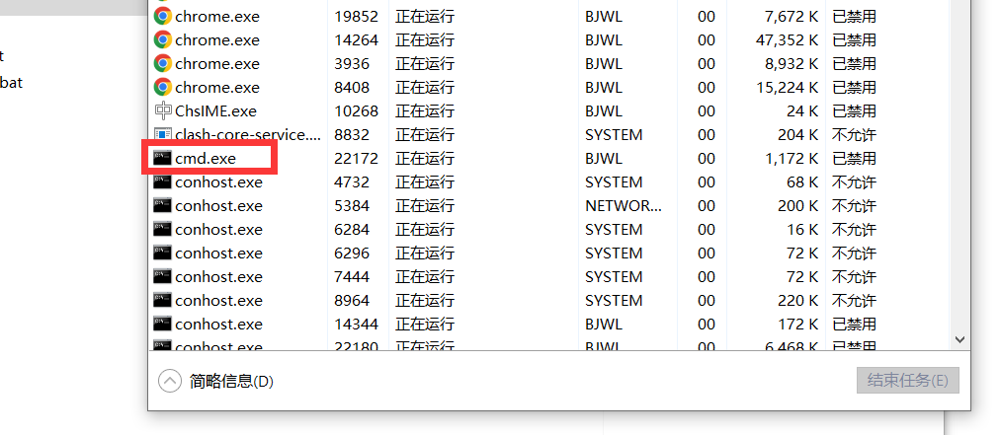 chrome.exe 19852 正在运行 BJWL 00 7,672 K 已禁用
chrome.exe 14264 正在运行 BJWL 00 47,352 K 已禁用
t
chrome.exe 3936 正在运行 BJWL 00 8,932 K 已禁用
bat
chrome.exe 8408 正在运行 BJWL 00 15,224 K 已禁用
ChsIME.exe 10268 正在运行 BJWL 00 24 K 已禁用
clash-core-service.... 8832 正在运行 SYSTEM 00 204 K 不允许
cmd.exe 22172 正在运行 BJWL 00 1,172 K 已禁用
conhost.exe 4732 正在运行 SYSTEM 00 68 K 不允许
conhost.exe 5384 正在运行 NETWOR... 00 200 K 不允许
conhost.exe 6284 正在运行 SYSTEM 00 16 K 不允许
conhost.exe 6296 正在运行 SYSTEM 00 72 K 不允许
conhost.exe 7444 正在运行 SYSTEM 00 72 K 不允许
conhost.exe 8964 正在运行 SYSTEM 00 220 K 不允许
conhost.exe 14344 正在运行 BJWL 00 172 K 已禁用
conhost.exe 22180 正在运行 BJWL 00 6,468 K 已禁用
简略信息(D) 结束任务(E)